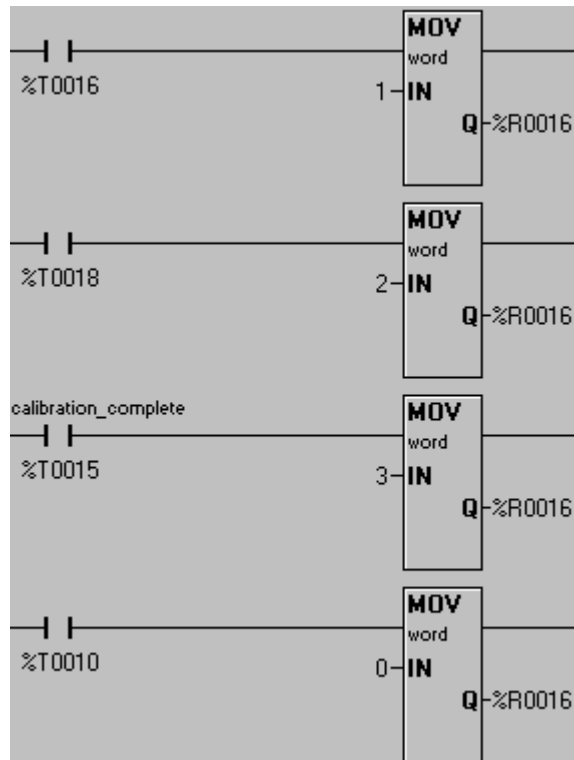 MOV
word
%T0016
1 IN
Q %R0016
MOV
word
%T0018
2 IN
Q %R0016
calibration_complete
MOV
word
%T0015
3 IN
Q %R0016
MOV
word
%T0010
0 IN
Q %R0016